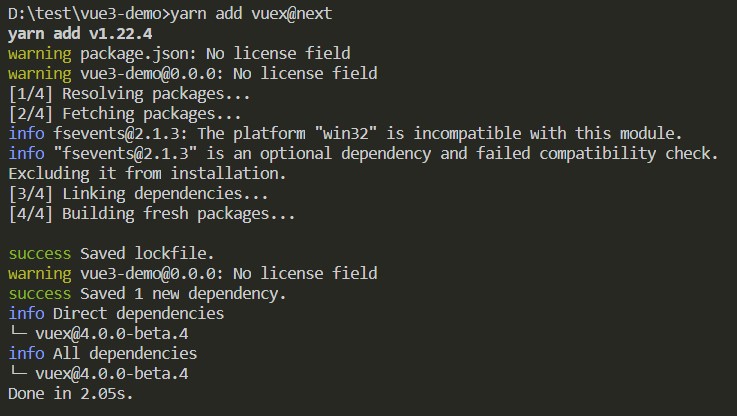 D:\test\vue3-demo>yarn add vuex@next
yarn add v1.22.4
warning package.json: No license field
warning vue3-demo@0.0.0: No license field
[1/4] Resolving packages...
[2/4] Fetching packages...
info fsevents@2.1.3: The platform "win32" is incompatible with this module.
info "fsevents@2.1.3" is an optional dependency and failed compatibility check.
Excluding it from installation.
[3/4] Linking dependencies...
[4/4] Building fresh packages...
success Saved lockfile.
warning vue3-demo@0.0.0: No license field
success Saved 1 new dependency.
info Direct dependencies
└─ vuex@4.0.0-beta.4
info All dependencies
└─ vuex@4.0.0-beta.4
Done in 2.05s.